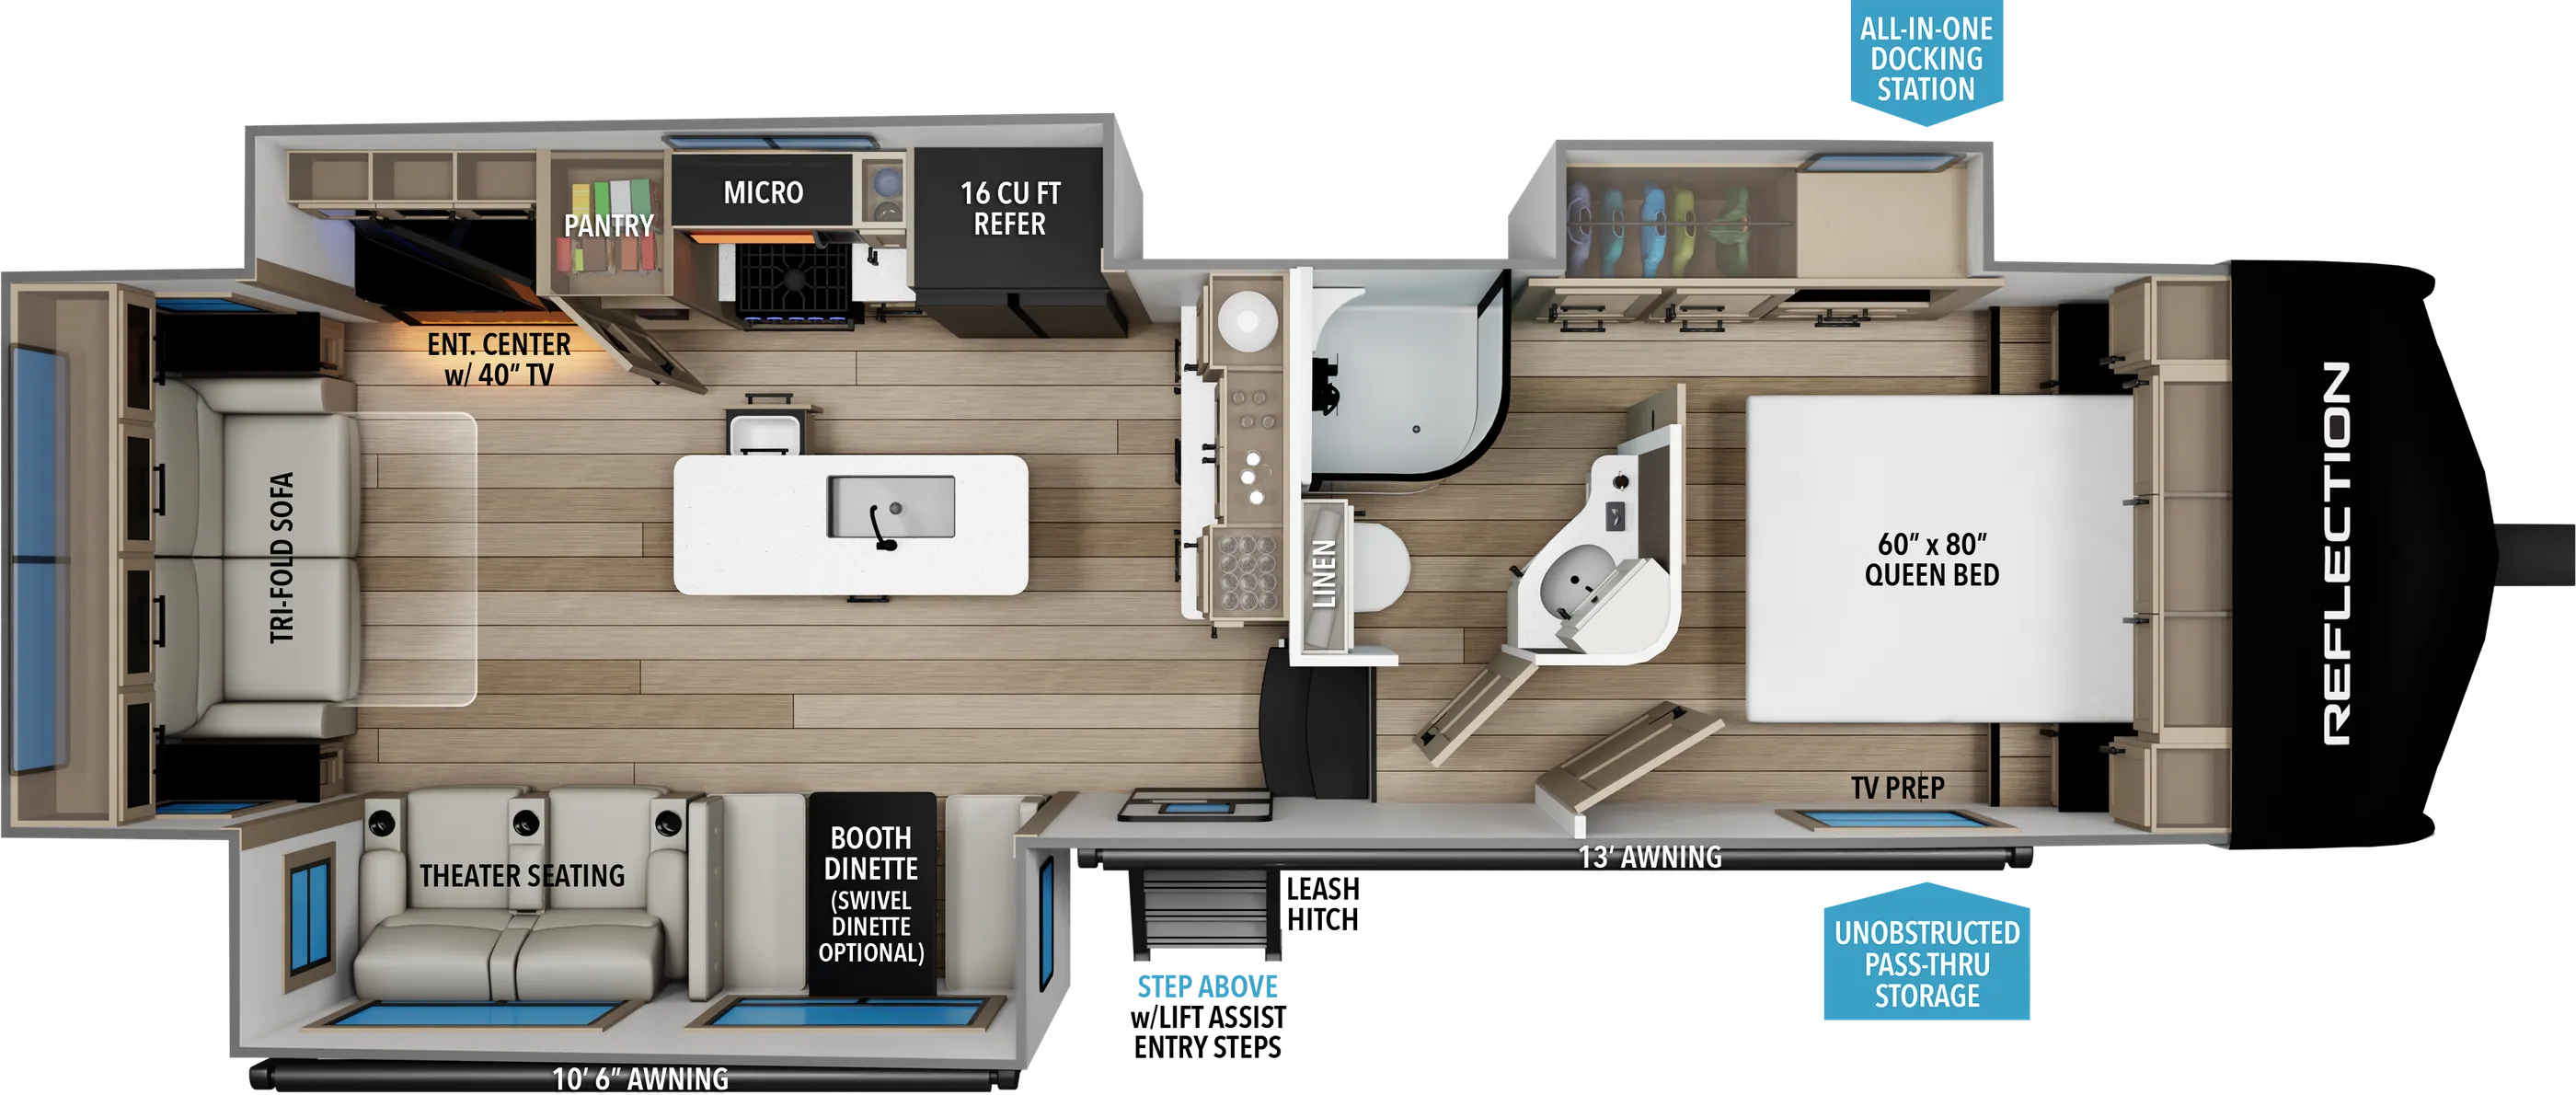 ALL-IN-ONE
DOCKING
STATION
MICRO
16 CU FT
REFER
PANTRY
ENT. CENTER
w/ 40″ TV
TRI-FOLD SOFA
LINEN
60″ x 80″
QUEEN BED
REFLECTION
TV PREP
THEATER SEATING
BOOTH
DINETTE
(SWIVEL
DINETTE
OPTIONAL)
13′ AWNING
LEASH
HITCH
STEP ABOVE
w/LIFT ASSIST
ENTRY STEPS
UNOBSTRUCTED
PASS-THRU
STORAGE
10′ 6″ AWNING